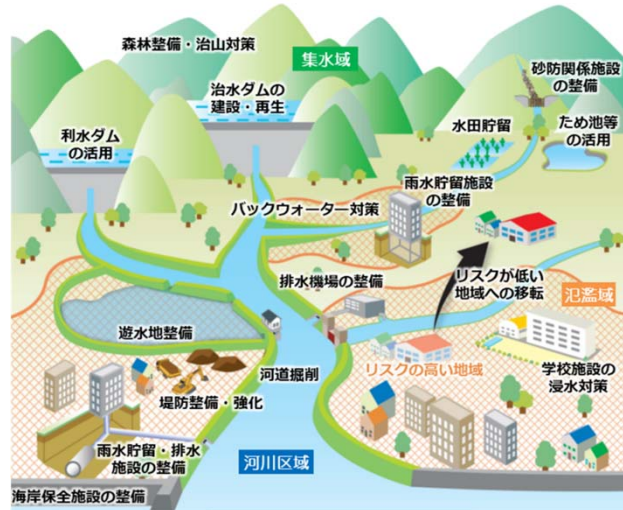 森林整備・治山対策
集水域
砂防関係施設
の整備
治水ダムの
建設・再生
水田貯留
ため池等
の活用
利水ダム
の活用
雨水貯留施設
の整備
バックウォーター対策
排水機場の整備
リスクが低い
地域への移転
氾濫域
遊水地整備
リスクの高い地域
学校施設の
浸水対策
河道掘削
堤防整備・強化
雨水貯留・排水
施設の整備
河川区域
海岸保全施設の整備